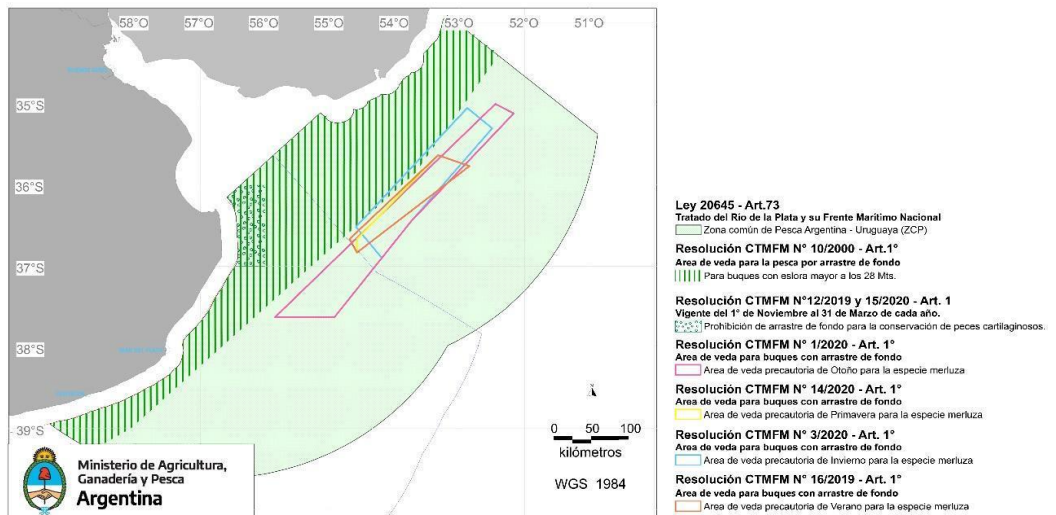 58°O 57°O 56°O 55°O 54°O 53°O 52°O 51°O
35°S
36°S
37°S
38°S
39°S
0 50 100
kilómetros
WGS 1984
Ministerio de Agricultura,
Ganadería y Pesca
Argentina
Ley 20645 - Art.73
Tratado del Rio de la Plata y su Frente Maritimo Nacional
Zona común de Pesca Argentina - Uruguaya (ZCP)
Resolución CTMFM N° 10/2000 - Art.1°
Area de veda para la pesca por arrastre de fondo
Para buques con eslora mayor a los 28 Mts.
Resolución CTMFM N°12/2019 y 15/2020 - Art. 1
Vigente del 1° de Noviembre al 31 de Marzo de cada año.
Prohibición de arrastre de fondo para la conservación de peces cartilaginosos.
Resolución CTMFM N° 1/2020 - Art. 1°
Area de veda para buques con arrastre de fondo
Area de veda precautoria de Otoño para la especie merluza
Resolución CTMFM N° 14/2020 - Art. 1°
Area de veda para buques con arrastre de fondo
Area de veda precautoria de Primavera para la especie merluza
Resolución CTMFM N° 3/2020 - Art. 1°
Area de veda para buques con arrastre de fondo
Area de veda precautoria de Invierno para la especie merluza
Resolución CTMFM N° 16/2019 - Art. 1°
Area de veda para buques con arrastre de fondo
Area de veda precautoria de Verano para la especie merluza